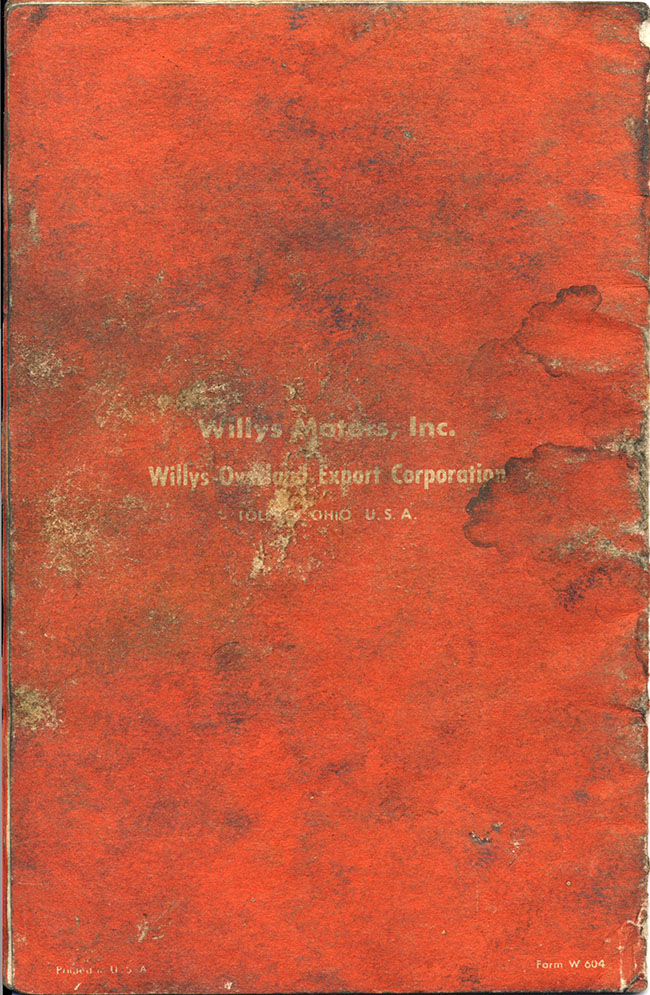 Willys Motors, Inc.
Willys-Overland Export Corporation
TOLEDO, OHIO U.S.A.
Printed in U.S.A.
Form W 604